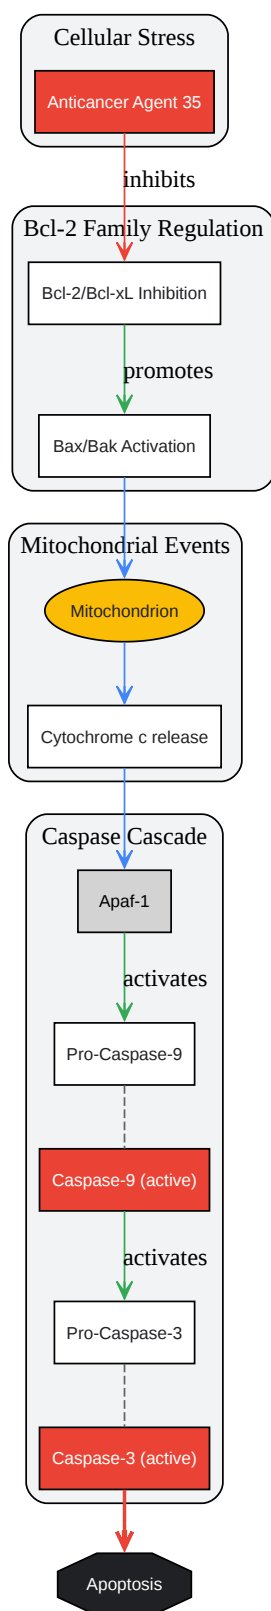 Cellular Stress
Anticancer Agent 35
inhibits
Bcl-2 Family Regulation
Bcl-2/Bcl-xL Inhibition
promotes
Bax/Bak Activation
Mitochondrial Events
Mitochondrion
Cytochrome c release
Caspase Cascade
Apaf-1
activates
Pro-Caspase-9
Caspase-9 (active)
activates
Pro-Caspase-3
Caspase-3 (active)
Apoptosis